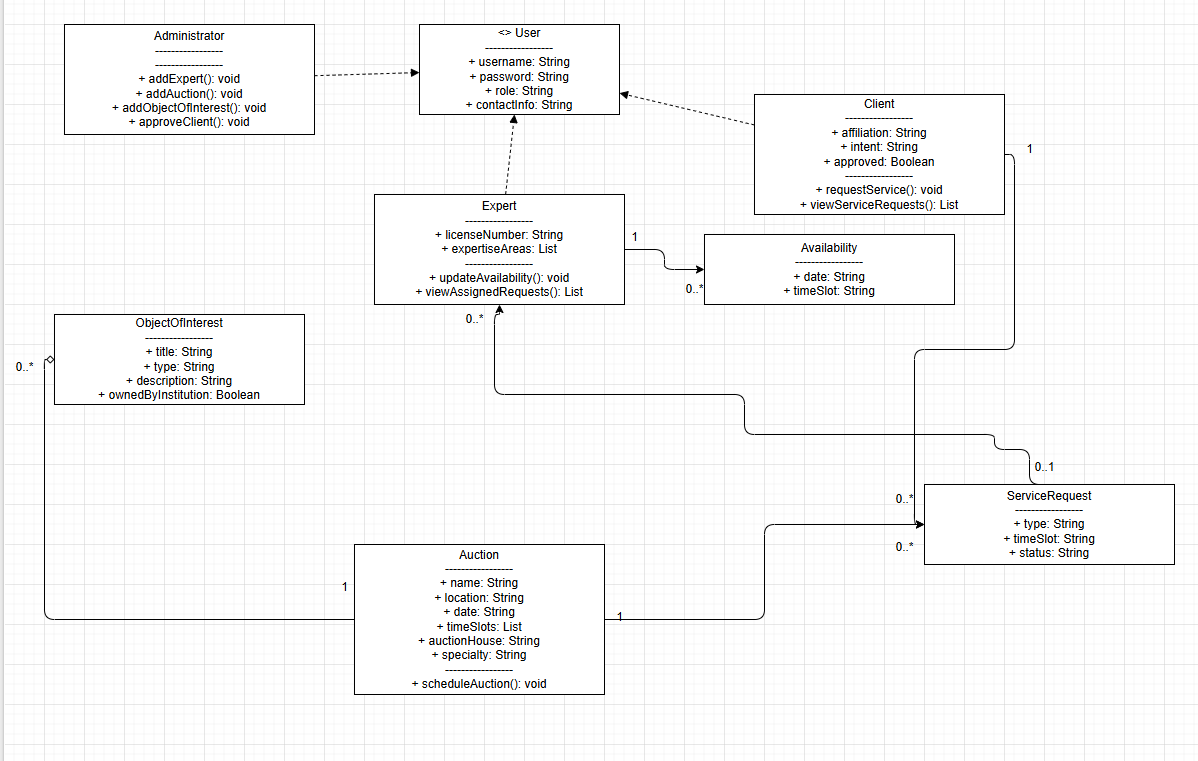 Administrator
-----------------
-----------------
+ addExpert(): void
+ addAuction(): void
+ addObjectOfInterest(): void
+ approveClient(): void
<> User
-----------------
+ username: String
+ password: String
+ role: String
+ contactInfo: String
Client
-----------------
+ affiliation: String
+ intent: String
+ approved: Boolean
-----------------
+ requestService(): void
+ viewServiceRequests(): List
1
Expert
-----------------
+ licenseNumber: String
+ expertiseAreas: List
-----------------
+ updateAvailability(): void
+ viewAssignedRequests(): List
1
0..*
Availability
-----------------
+ date: String
+ timeSlot: String
0..*
ObjectOfInterest
-----------------
+ title: String
+ type: String
+ description: String
+ ownedByInstitution: Boolean
0..*
0..1
0..*
0..*
ServiceRequest
-----------------
+ type: String
+ timeSlot: String
+ status: String
1
Auction
-----------------
+ name: String
+ location: String
+ date: String
+ timeSlots: List
+ auctionHouse: String
+ specialty: String
-----------------
+ scheduleAuction(): void
1